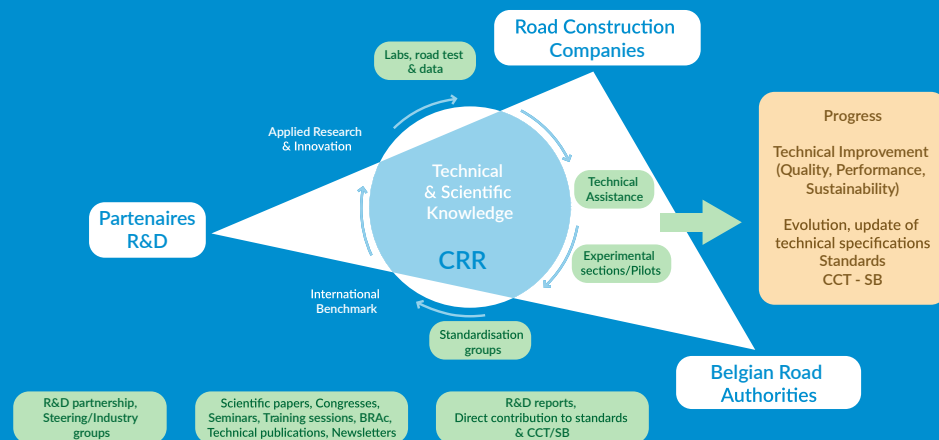 Road Construction
Companies
Labs, road test
& data
Applied Research
& Innovation
Technical
& Scientific
Knowledge
CRR
Technical
Assistance
Partenaires
R&D
Experimental
sections/Pilots
International
Benchmark
Standardisation
groups
Progress
Technical Improvement
(Quality, Performance,
Sustainability)
Evolution, update of
technical specifications
Standards
CCT - SB
Belgian Road
Authorities
R&D partnership,
Steering/Industry
groups
Scientific papers, Congresses,
Seminars, Training sessions, BRAc,
Technical publications, Newsletters
R&D reports,
Direct contribution to standards
& CCT/SB